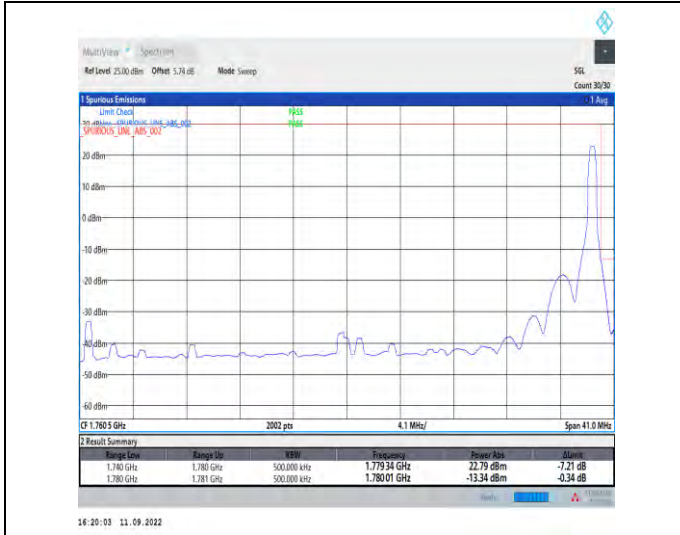 MultiView Spectrum
Ref Level 25.00 dBm Offset 5.74 dB Mode Sweep SGL
Count 30/30
1 Spurious Emissions 1 Avg
Limit Check PASS
SPURIOUS_LINE_ABS_002 PASS
_SPURIOUS_LINE_ABS_002
20 dBm
10 dBm
0 dBm
-10 dBm
-20 dBm
-30 dBm
-40 dBm
-50 dBm
-60 dBm
CF 1.760 5 GHz 2002 pts 4.1 MHz/ Span 41.0 MHz
2 Result Summary
Range Low Range Up RBW Frequency Power Abs ΔLimit
1.740 GHz 1.780 GHz 500.000 kHz 1.779 34 GHz 22.79 dBm -7.21 dB
1.780 GHz 1.781 GHz 500.000 kHz 1.780 01 GHz -13.34 dBm -0.34 dB
Ready
16:20:03 11.09.2022